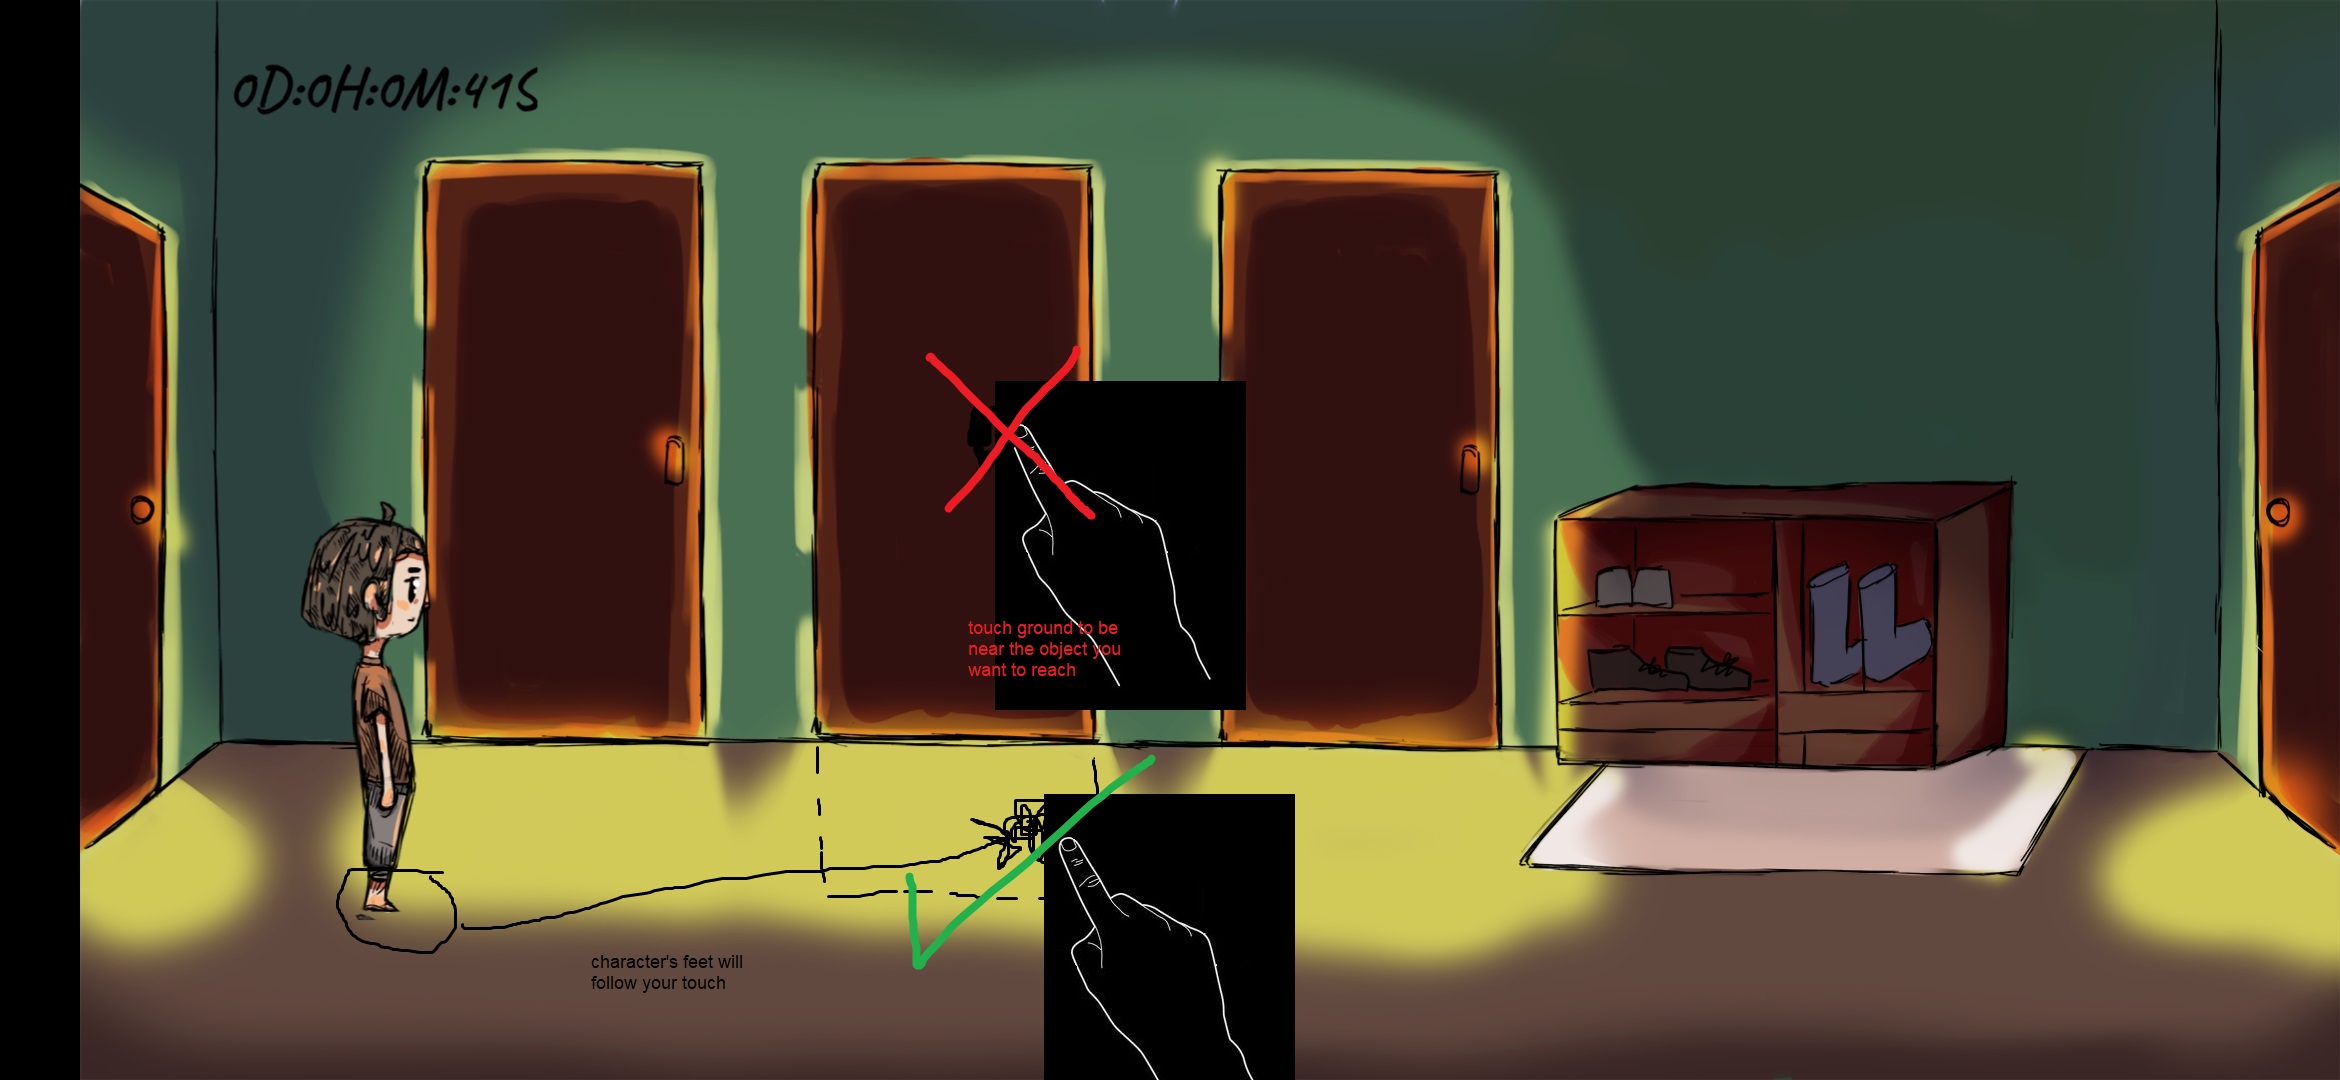 0D:0H:0M:41S
touch ground to be
near the object you
want to reach
character's feet will
follow your touch